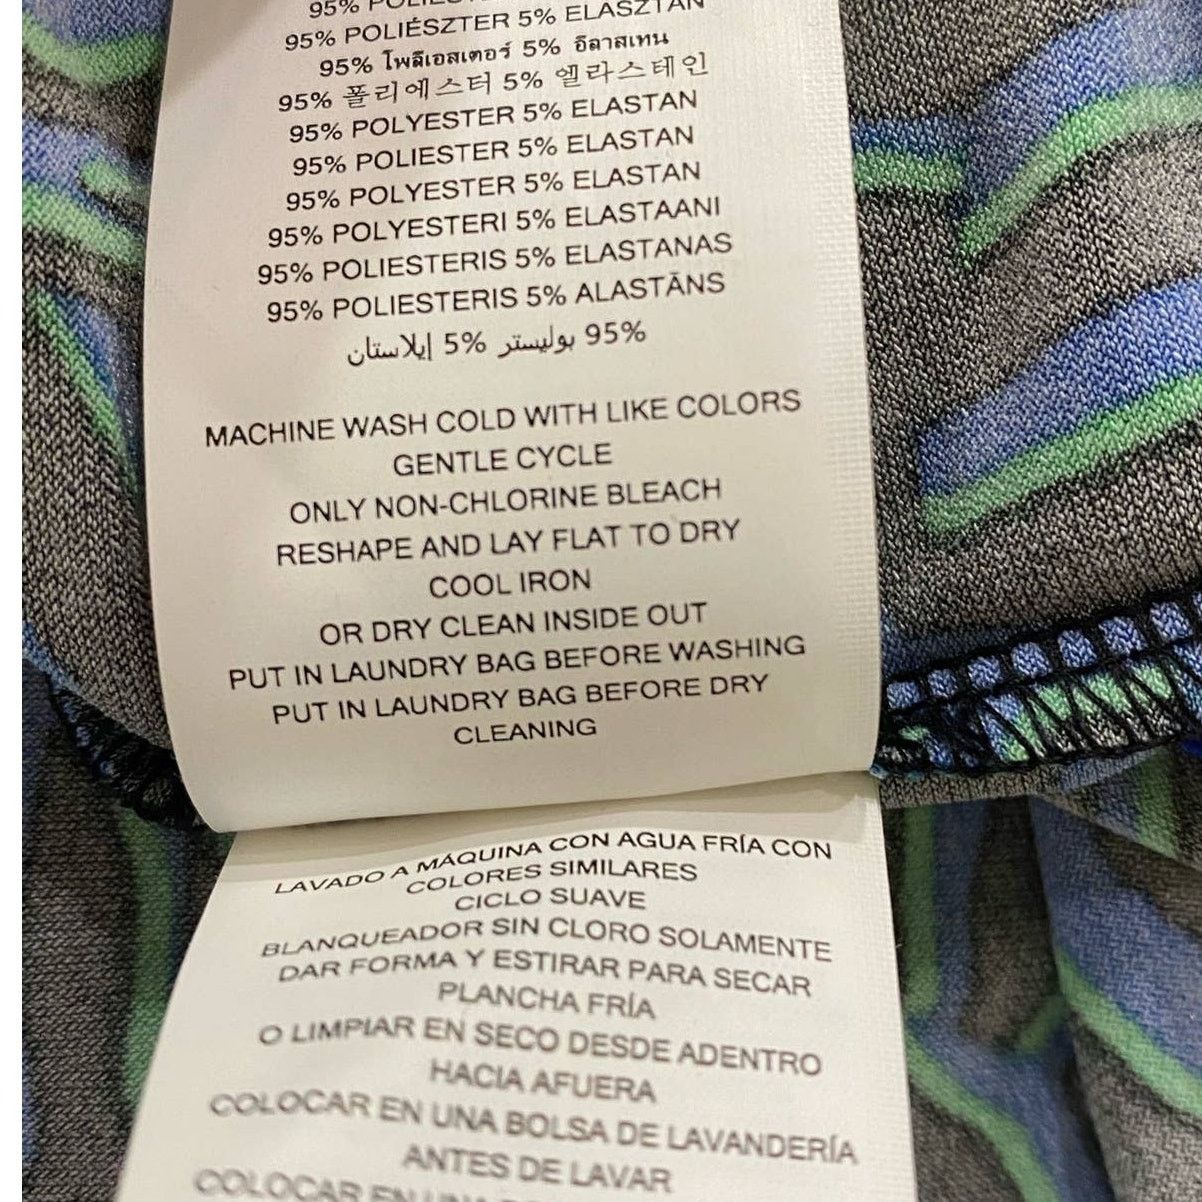 95%
95% POLIÉSZTER 5% ELASZTÁN
95% โพลีเอสเตอร์ 5% อีลาสเทน
95% 폴리에스터 5% 엘라스테인
95% POLYESTER 5% ELASTAN
95% POLIESTER 5% ELASTAN
95% POLYESTER 5% ELASTAN
95% POLYESTERI 5% ELASTAANI
95% POLIESTERIS 5% ELASTANAS
95% POLIESTERIS 5% ALASTĀNS
95% بوليستر 5% إيلاستان
MACHINE WASH COLD WITH LIKE COLORS
GENTLE CYCLE
ONLY NON-CHLORINE BLEACH
RESHAPE AND LAY FLAT TO DRY
COOL IRON
OR DRY CLEAN INSIDE OUT
PUT IN LAUNDRY BAG BEFORE WASHING
PUT IN LAUNDRY BAG BEFORE DRY
CLEANING
LAVADO A MÁQUINA CON AGUA FRÍA CON
COLORES SIMILARES
CICLO SUAVE
BLANQUEADOR SIN CLORO SOLAMENTE
DAR FORMA Y ESTIRAR PARA SECAR
PLANCHA FRÍA
O LIMPIAR EN SECO DESDE ADENTRO
HACIA AFUERA
COLOCAR EN UNA BOLSA DE LAVANDERÍA
ANTES DE LAVAR
COLOCAR EN UNA